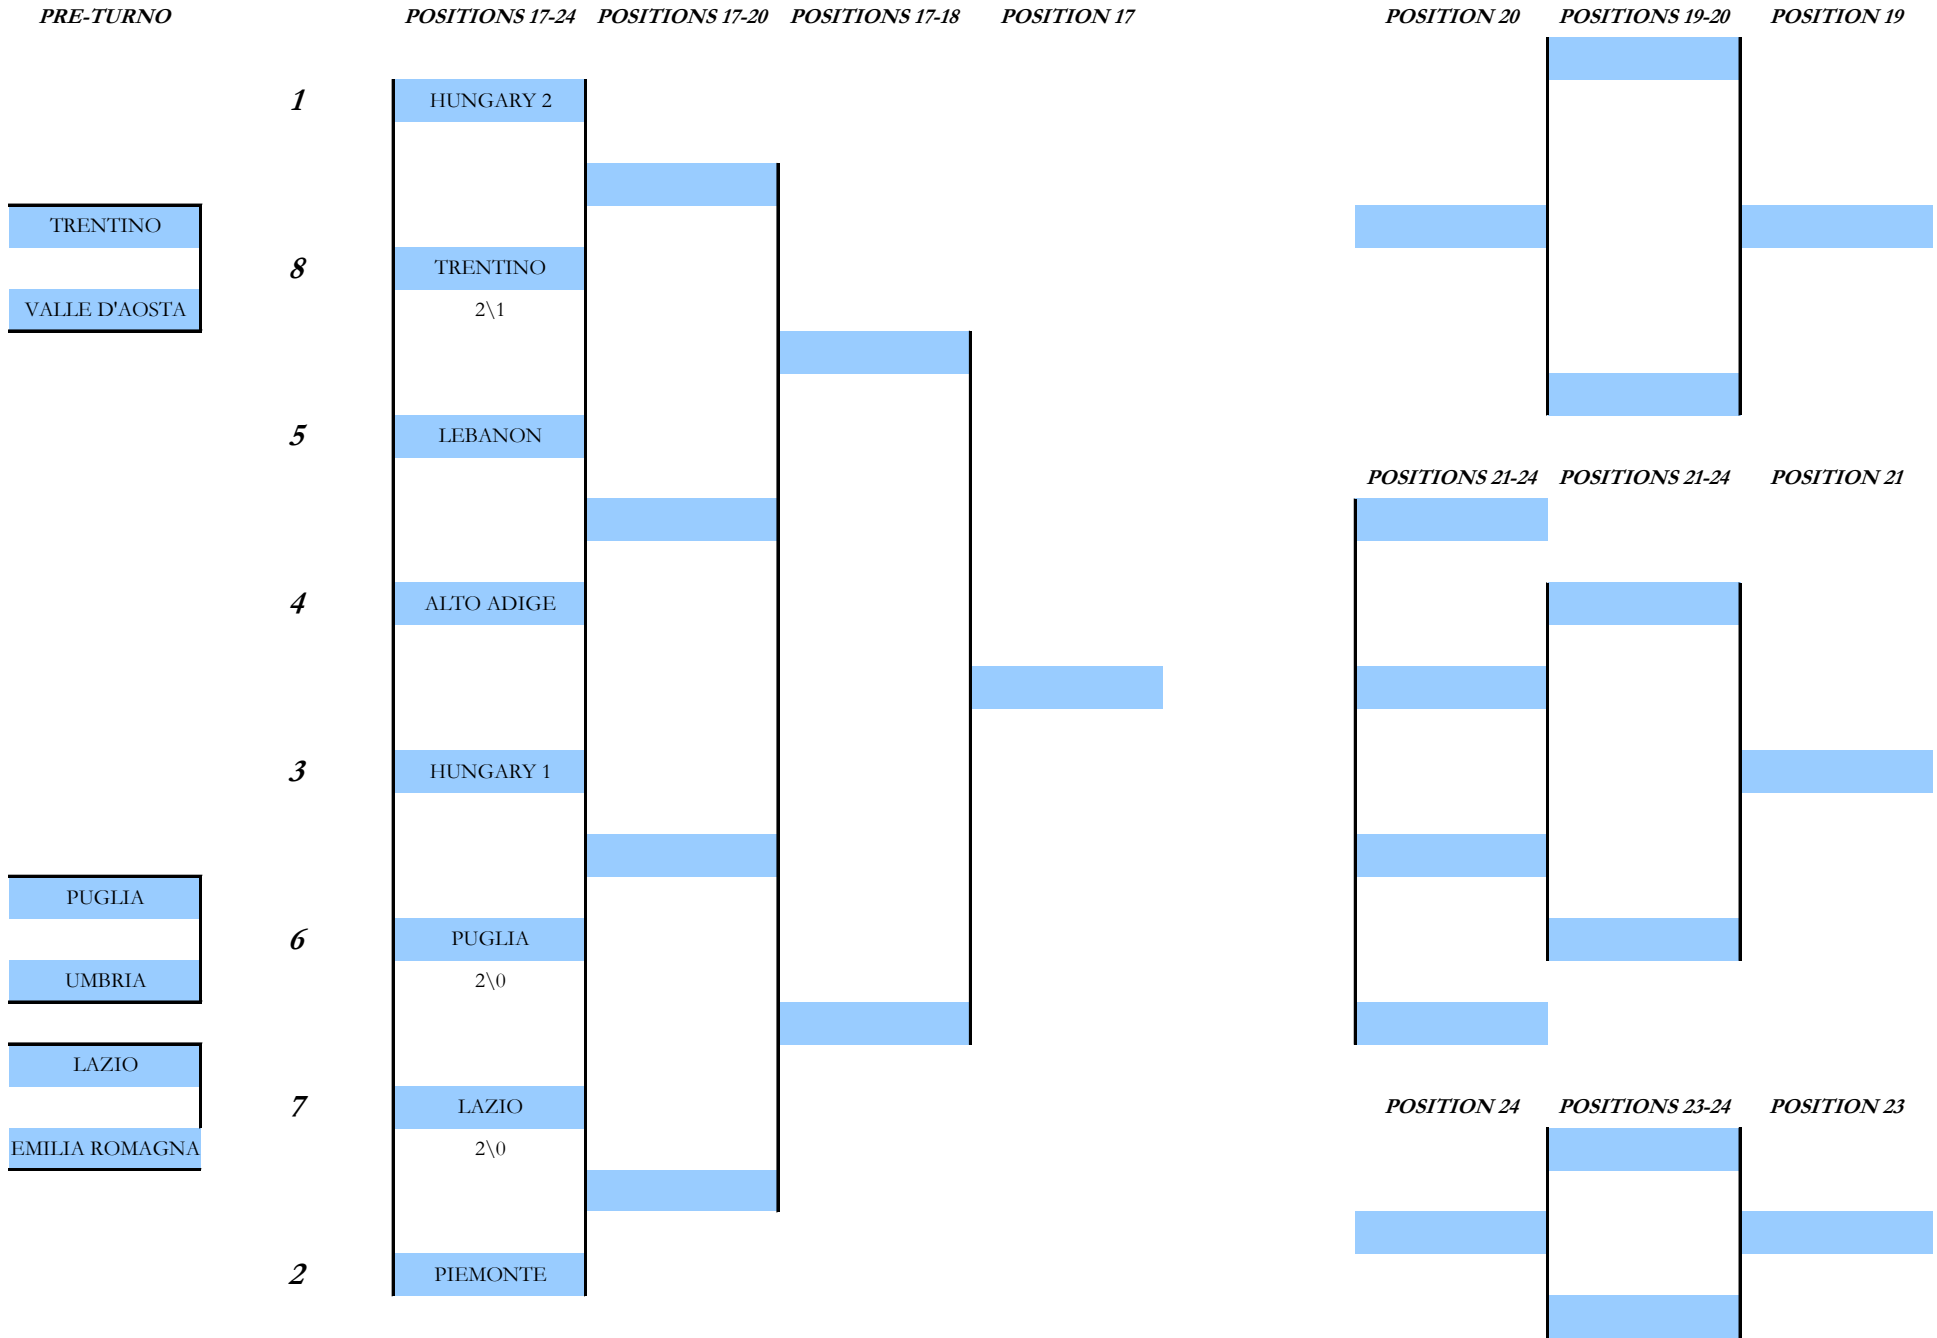 PRE-TURNO POSITIONS 17-24 POSITIONS 17-20 POSITIONS 17-18 POSITION 17 POSITION 20 POSITIONS 19-20 POSITION 19
1 HUNGARY 2
TRENTINO
8 TRENTINO
VALLE D'AOSTA 2\1
5 LEBANON
POSITIONS 21-24 POSITIONS 21-24 POSITION 21
4 ALTO ADIGE
3 HUNGARY 1
PUGLIA
6 PUGLIA
UMBRIA 2\0
LAZIO
7 LAZIO POSITION 24 POSITIONS 23-24 POSITION 23
EMILIA ROMAGNA 2\0
2 PIEMONTE